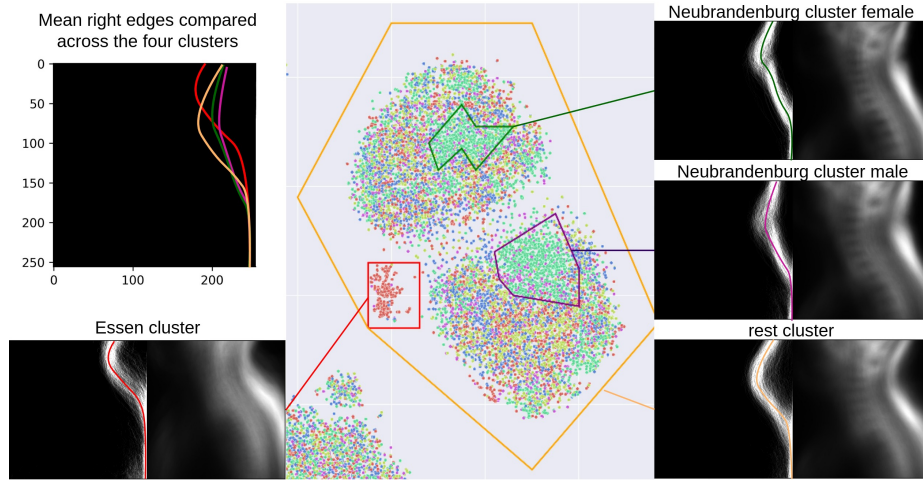 Mean right edges compared
across the four clusters
0
50
100
150
200
250
0
100
200
Essen cluster
Neubrandenburg cluster female
Neubrandenburg cluster male
rest cluster